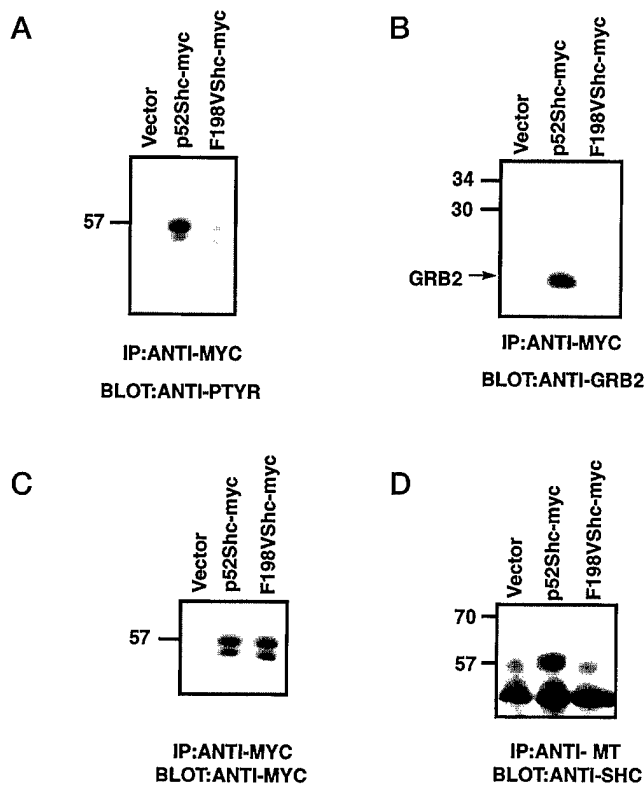 A
Vector
p52Shc-myc
F198VShc-myc
57
IP:ANTI-MYC
BLOT:ANTI-PTYR
B
Vector
p52Shc-myc
F198VShc-myc
34
30
GRB2
IP:ANTI-MYC
BLOT:ANTI-GRB2
C
Vector
p52Shc-myc
F198VShc-myc
57
IP:ANTI-MYC
BLOT:ANTI-MYC
D
Vector
p52Shc-myc
F198VShc-myc
70
57
IP:ANTI- MT
BLOT:ANTI-SHC